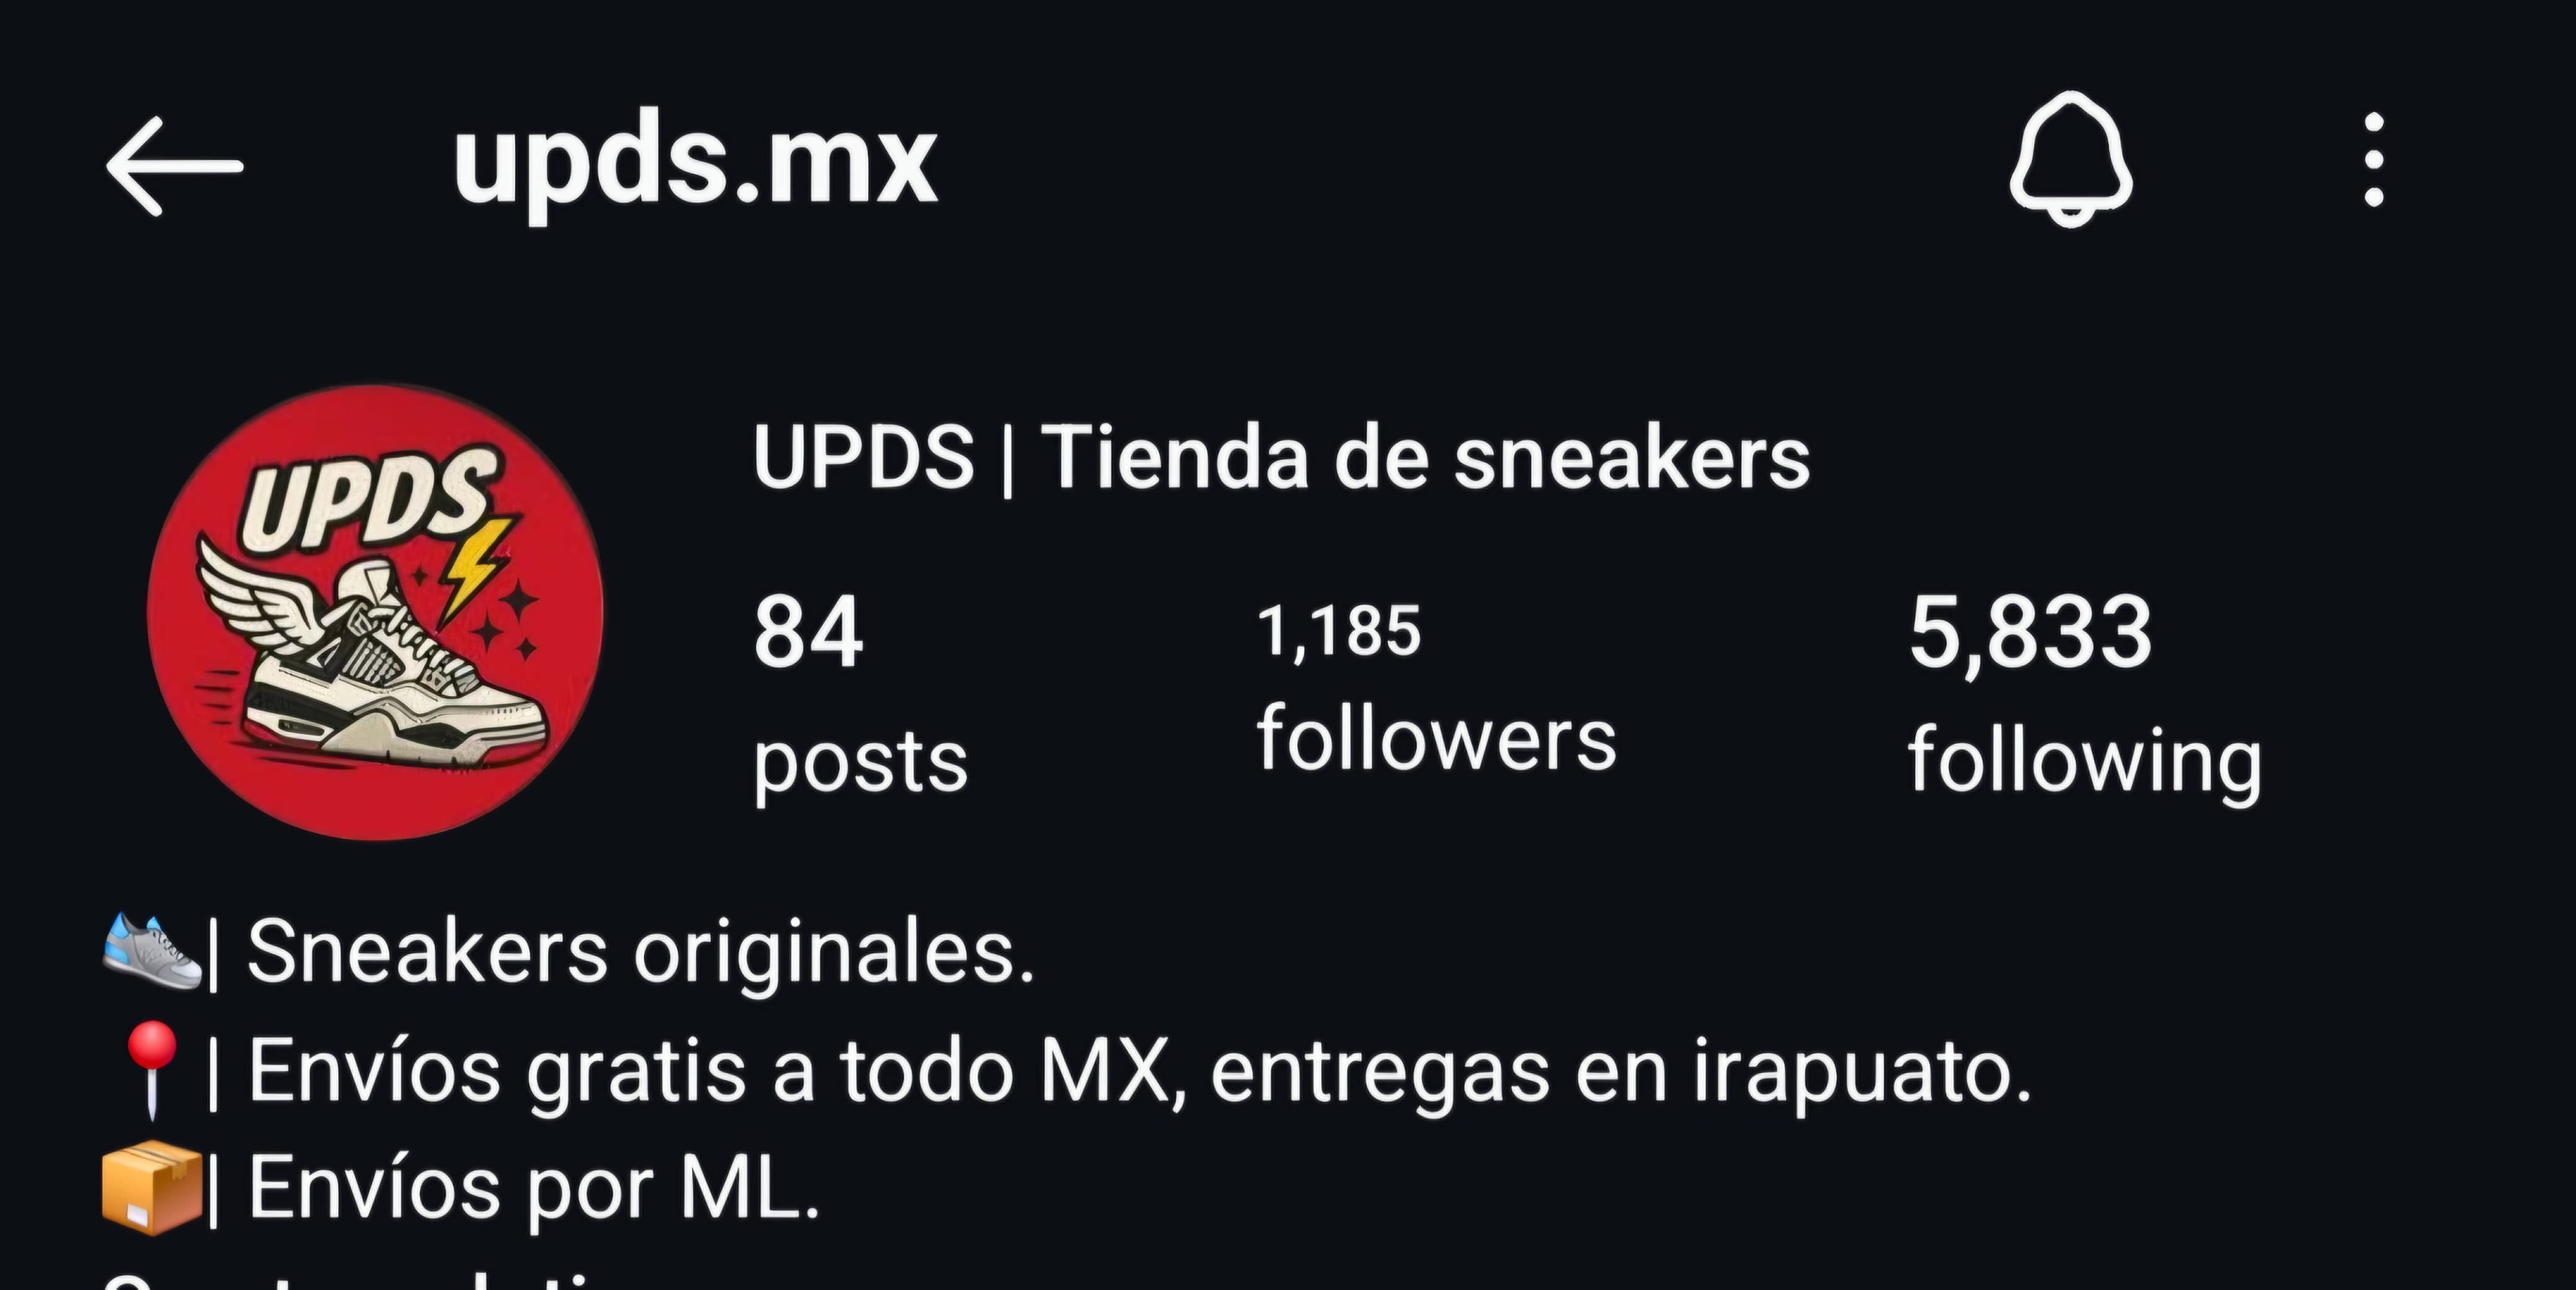 upds.mx
UPDS
UPDS | Tienda de sneakers
84 1,185 5,833
posts followers following
| Sneakers originales.
| Envíos gratis a todo MX, entregas en irapuato.
| Envíos por ML.